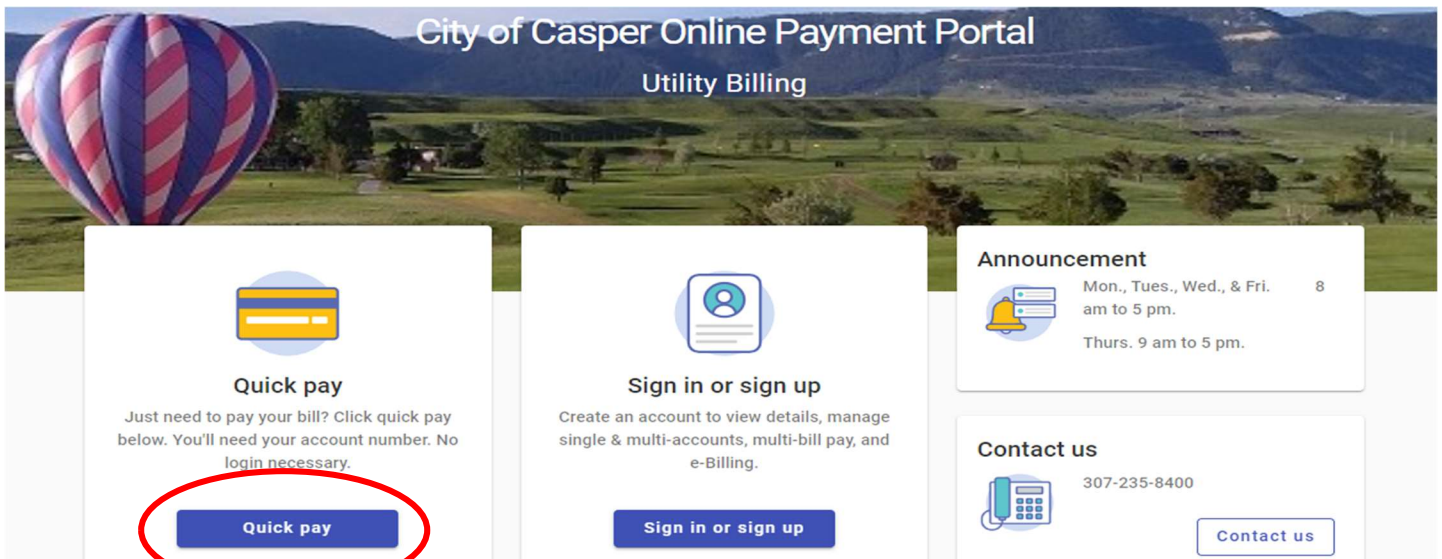 City of Casper Online Payment Portal
Utility Billing
Quick pay
Just need to pay your bill? Click quick pay
below. You'll need your account number. No
login necessary.
Quick pay
Sign in or sign up
Create an account to view details, manage
single & multi-accounts, multi-bill pay, and
e-Billing.
Sign in or sign up
Announcement
Mon., Tues., Wed., & Fri. 8
am to 5 pm.
Thurs. 9 am to 5 pm.
Contact us
307-235-8400
Contact us